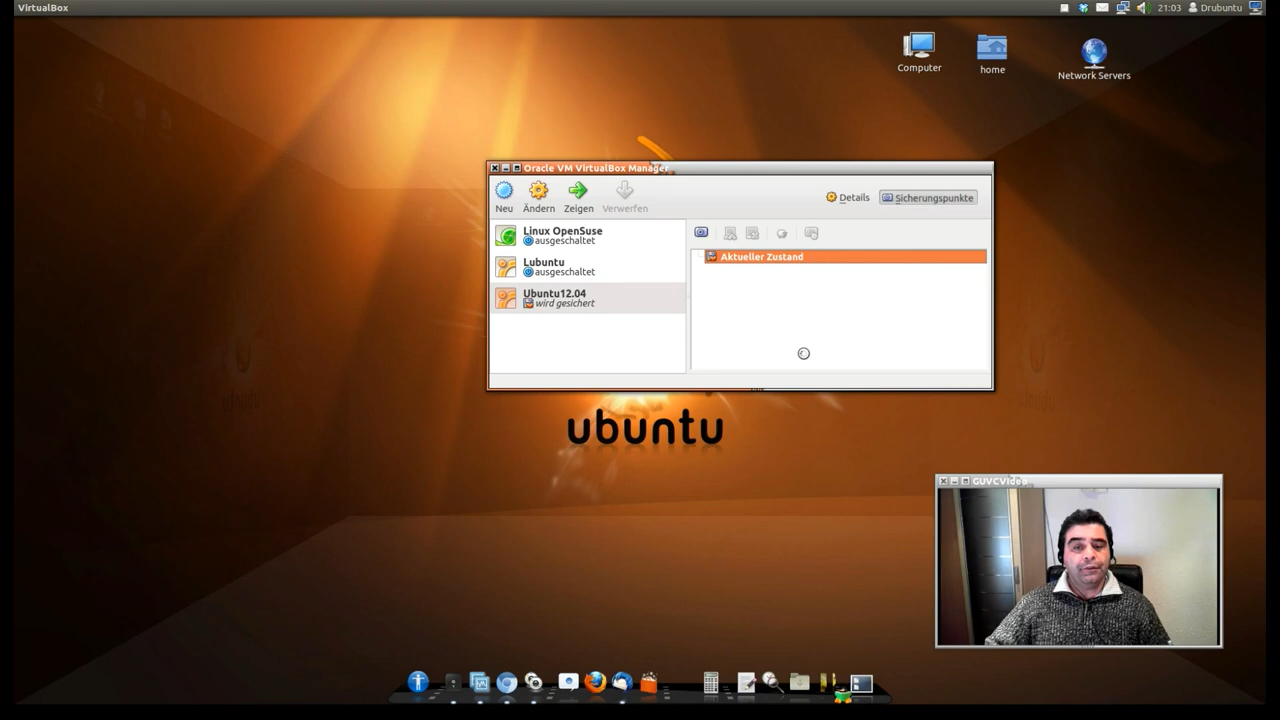 VirtualBox
21:03 Drubuntu
Computer
home
Network Servers
Oracle VM VirtualBox Manager
Neu
Ändern
Zeigen
Verwerfen
Details
Sicherungspunkte
Linux OpenSuse
ausgeschaltet
Lubuntu
ausgeschaltet
Ubuntu12.04
wird gesichert
Aktueller Zustand
ubuntu
GUVCVideo